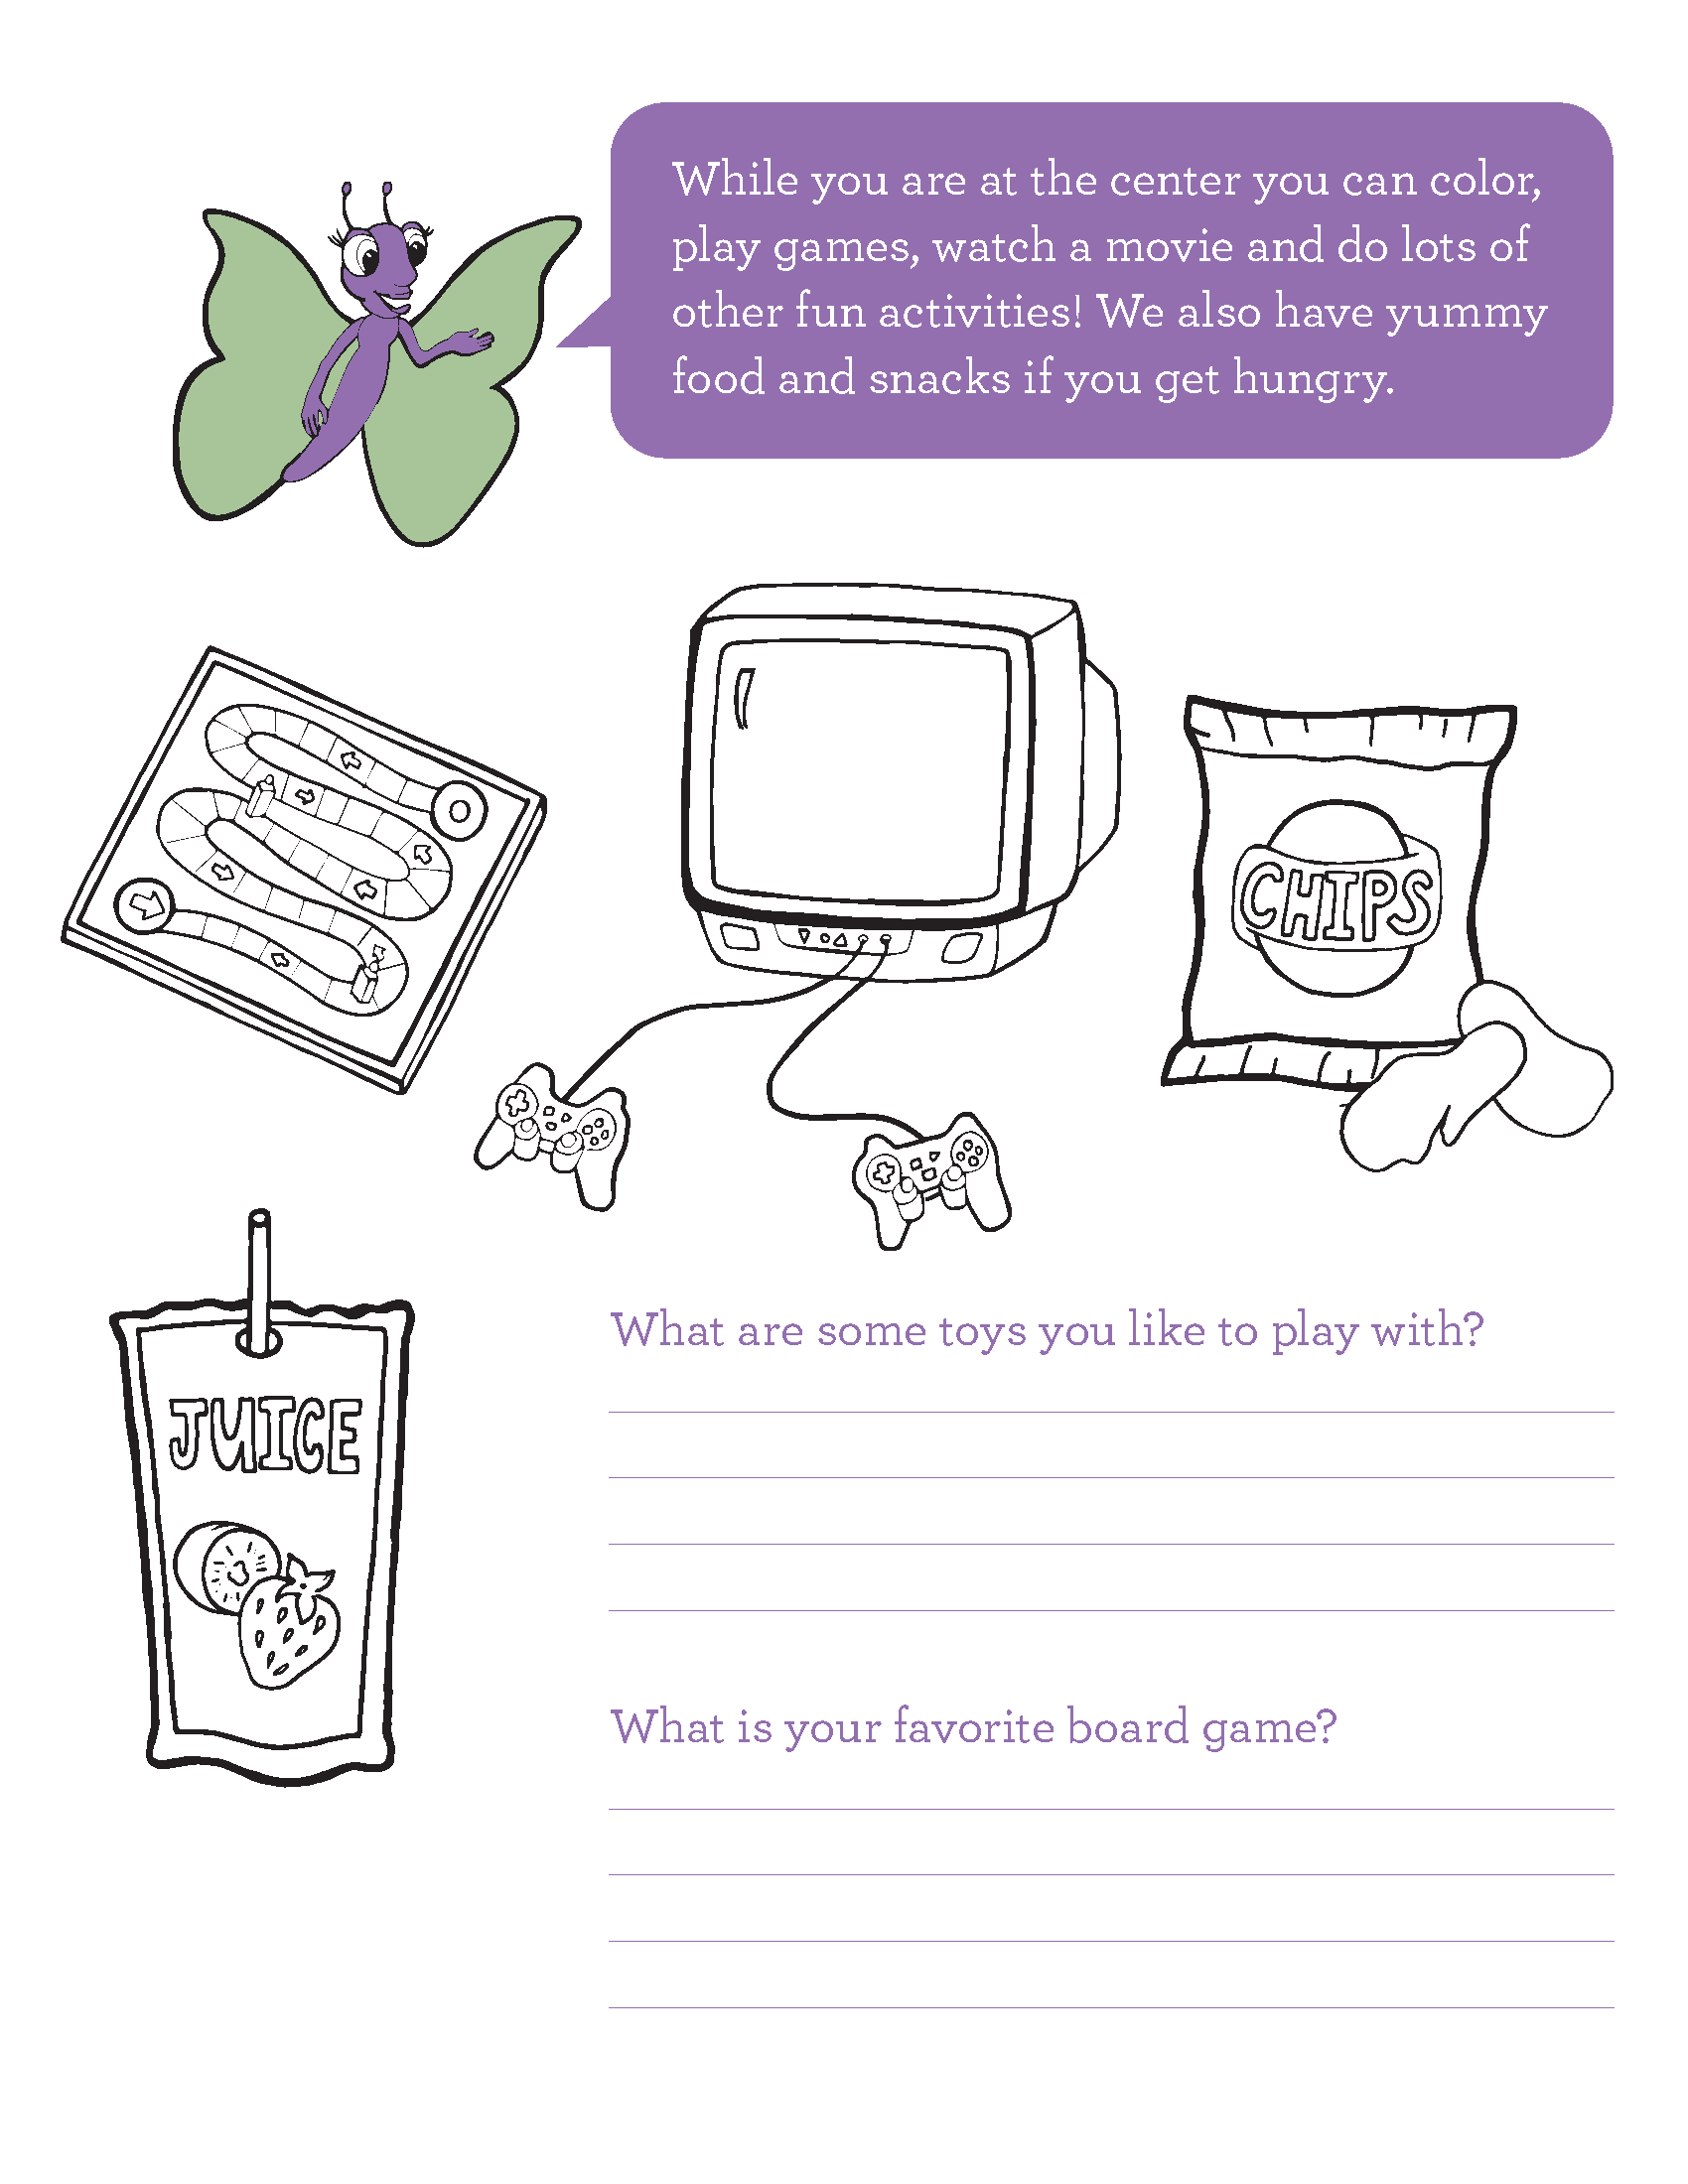 While you are at the center you can color,
play games, watch a movie and do lots of
other fun activities! We also have yummy
food and snacks if you get hungry.
CHIPS
JUICE
What are some toys you like to play with?
What is your favorite board game?